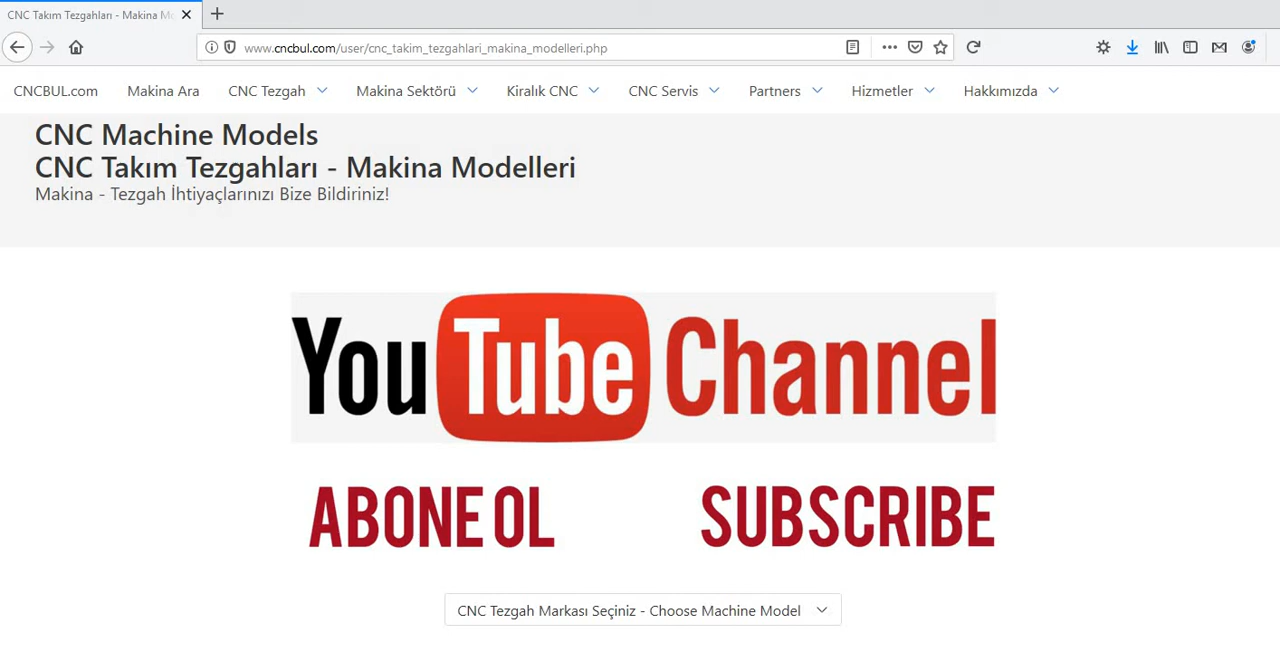 CNC Takım Tezgahları - Makina Mo
www.cncbul.com/user/cnc_takim_tezgahlari_makina_modelleri.php
CNCBUL.com Makina Ara CNC Tezgah Makina Sektörü Kiralık CNC CNC Servis Partners Hizmetler Hakkımızda
CNC Machine Models
CNC Takım Tezgahları - Makina Modelleri
Makina - Tezgah İhtiyaçlarınızı Bize Bildiriniz!
YouTube Channel
ABONE OL SUBSCRIBE
CNC Tezgah Markası Seçiniz - Choose Machine Model